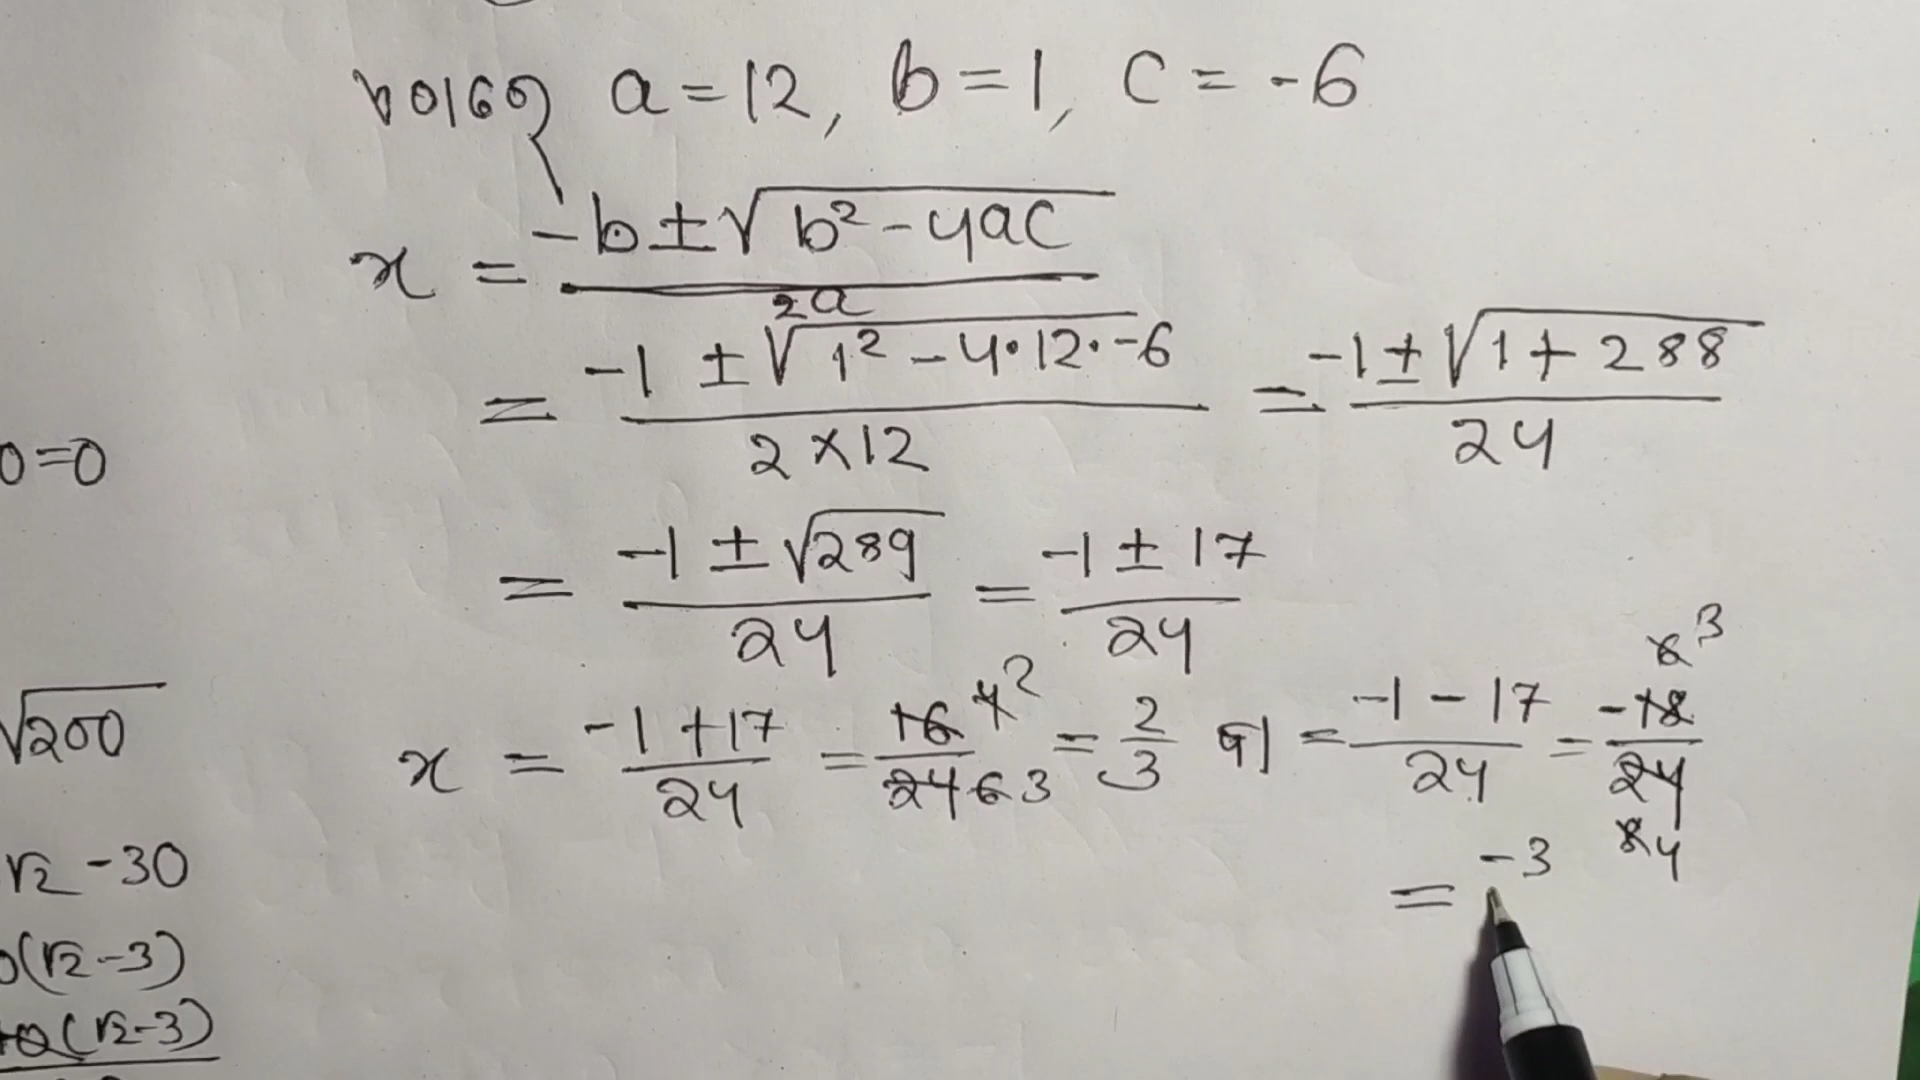 a = 12, b = 1, c = -6
x = (-b ± √(b² - 4ac)) / 2a
= (-1 ± √(1² - 4·12·-6)) / (2 × 12) = (-1 ± √(1 + 288)) / 24
0=0
= (-1 ± √289) / 24 = (-1 ± 17) / 24
√200
x = (-1 + 17) / 24 = 16 / 24 = 2/3 = (-1 - 17) / 24 = -18 / 24
√2 - 30
= -3
(√2 - 3)
(√2 - 3)